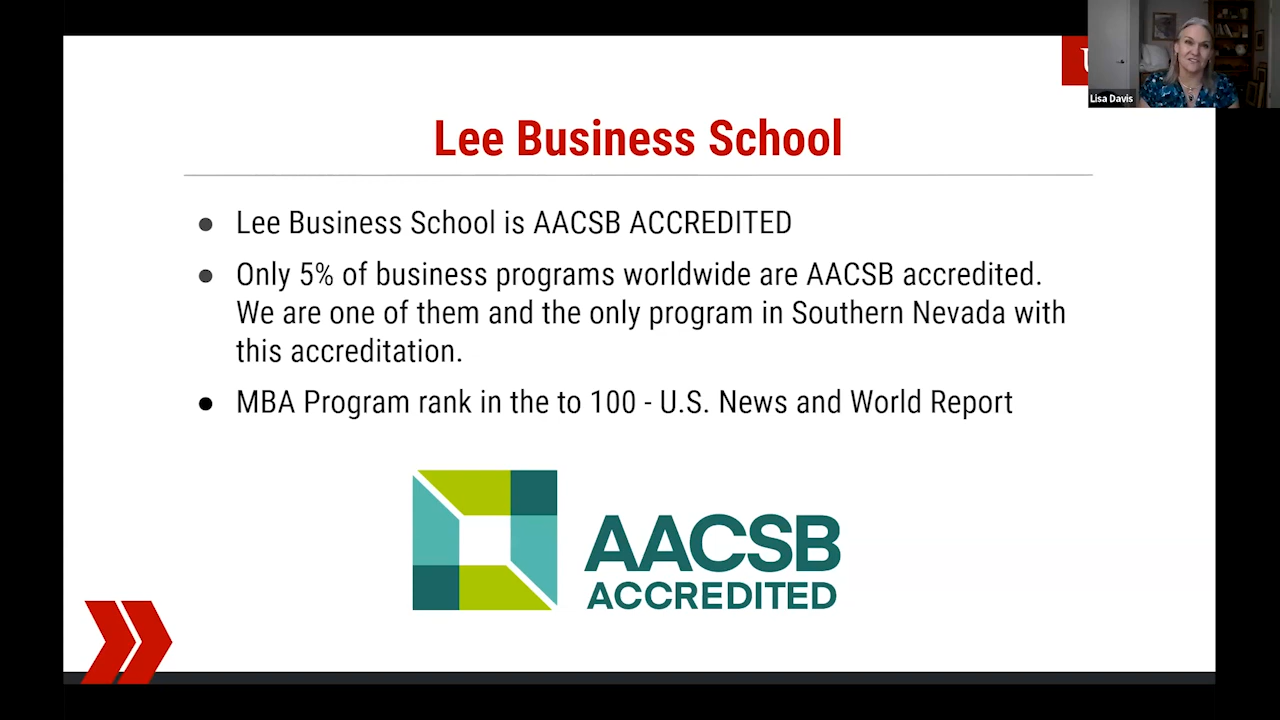 Lisa Davis
Lee Business School
● Lee Business School is AACSB ACCREDITED
● Only 5% of business programs worldwide are AACSB accredited.
We are one of them and the only program in Southern Nevada with
this accreditation.
● MBA Program rank in the to 100 - U.S. News and World Report
AACSB
ACCREDITED